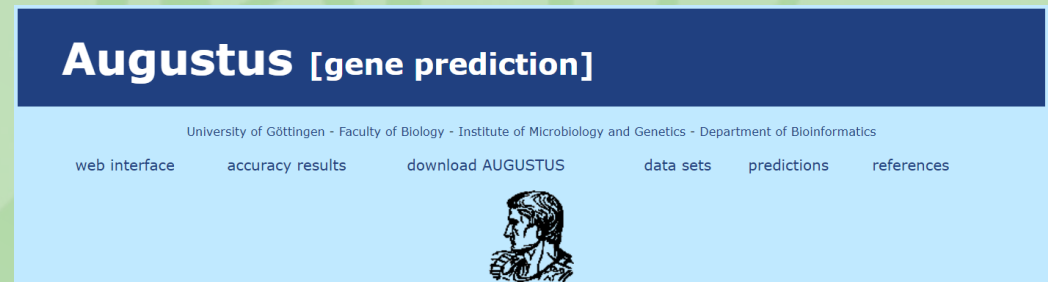 Augustus [gene prediction]
University of Göttingen - Faculty of Biology - Institute of Microbiology and Genetics - Department of Bioinformatics
web interface accuracy results download AUGUSTUS data sets predictions references